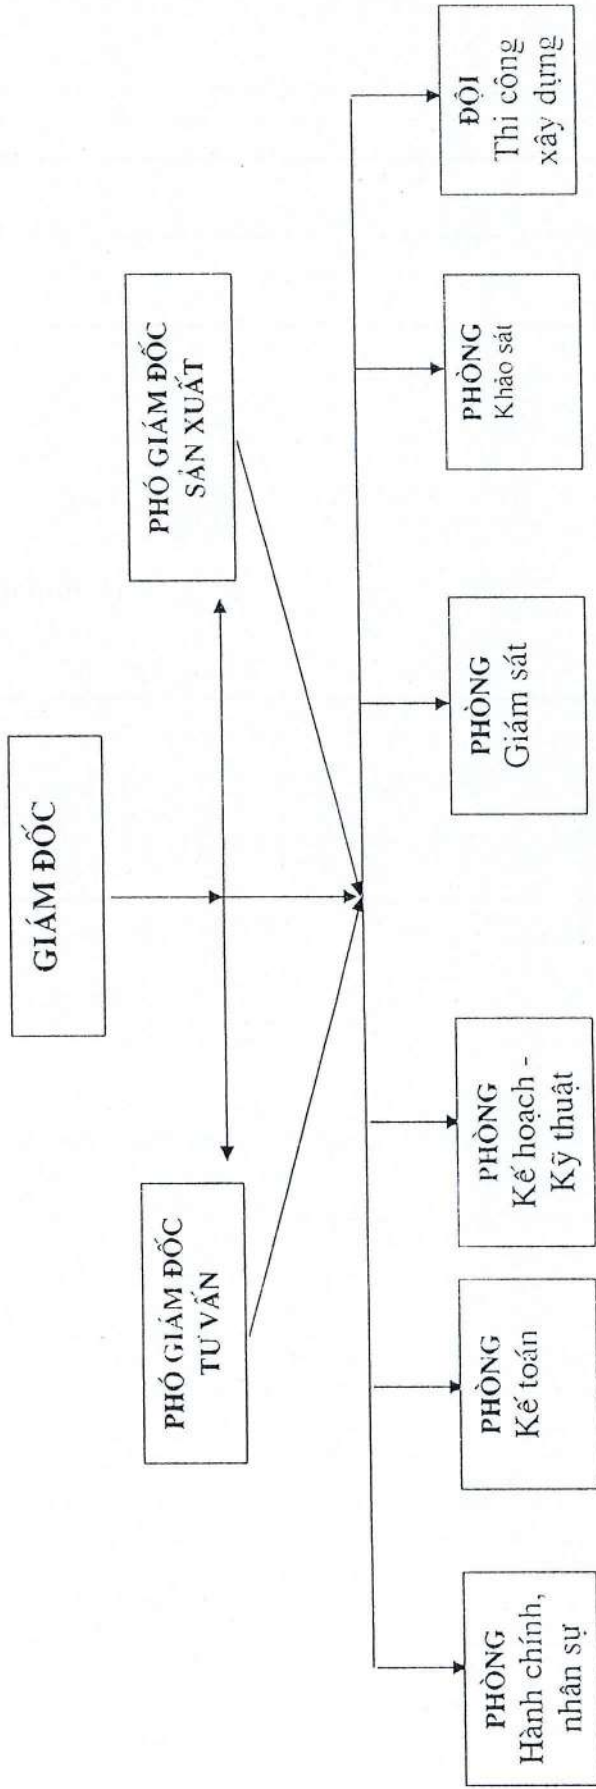 GIÁM ĐỐC
PHÓ GIÁM ĐỐC
TƯ VẤN
PHÓ GIÁM ĐỐC
SẢN XUẤT
PHÒNG
Hành chính,
nhân sự
PHÒNG
Kế toán
PHÒNG
Kế hoạch -
Kỹ thuật
PHÒNG
Giám sát
PHÒNG
Khảo sát
ĐỘI
Thi công
xây dựng